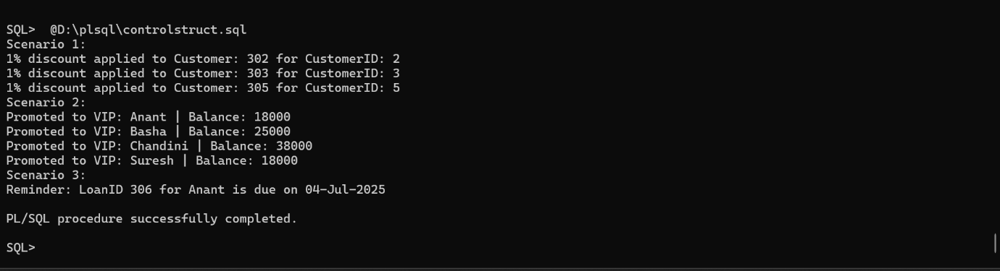 SQL>  @D:\plsql\controlstruct.sql
Scenario 1:
1% discount applied to Customer: 302 for CustomerID: 2
1% discount applied to Customer: 303 for CustomerID: 3
1% discount applied to Customer: 305 for CustomerID: 5
Scenario 2:
Promoted to VIP: Anant | Balance: 18000
Promoted to VIP: Basha | Balance: 25000
Promoted to VIP: Chandini | Balance: 38000
Promoted to VIP: Suresh | Balance: 18000
Scenario 3:
Reminder: LoanID 306 for Anant is due on 04-Jul-2025
PL/SQL procedure successfully completed.
SQL>